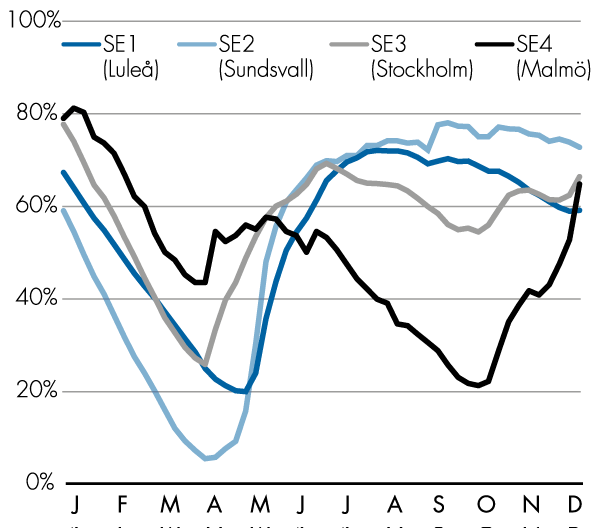 100%
SE1 SE2 SE3 SE4
(Luleå) (Sundsvall) (Stockholm) (Malmö)
80%
60%
40%
20%
0%
J F M A M J J A S O N D